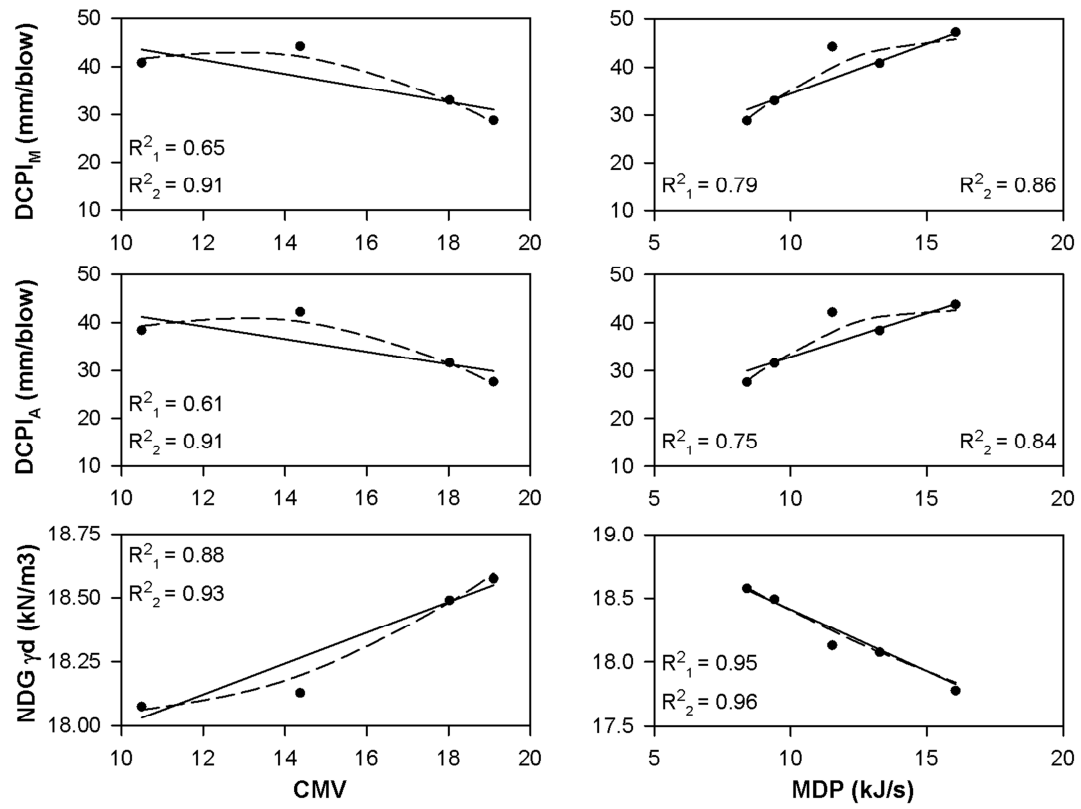 DCPI_M (mm/blow)
50
40
30
20
10
R²₁ = 0.65
R²₂ = 0.91
10 12 14 16 18 20
50
40
30
20
10
R²₁ = 0.79 R²₂ = 0.86
5 10 15 20
DCPI_A (mm/blow)
50
40
30
20
10
R²₁ = 0.61
R²₂ = 0.91
10 12 14 16 18 20
50
40
30
20
10
R²₁ = 0.75 R²₂ = 0.84
5 10 15 20
NDG γd (kN/m3)
18.75
18.50
18.25
18.00
R²₁ = 0.88
R²₂ = 0.93
10 12 14 16 18 20
CMV
19.0
18.5
18.0
17.5
R²₁ = 0.95
R²₂ = 0.96
5 10 15 20
MDP (kJ/s)